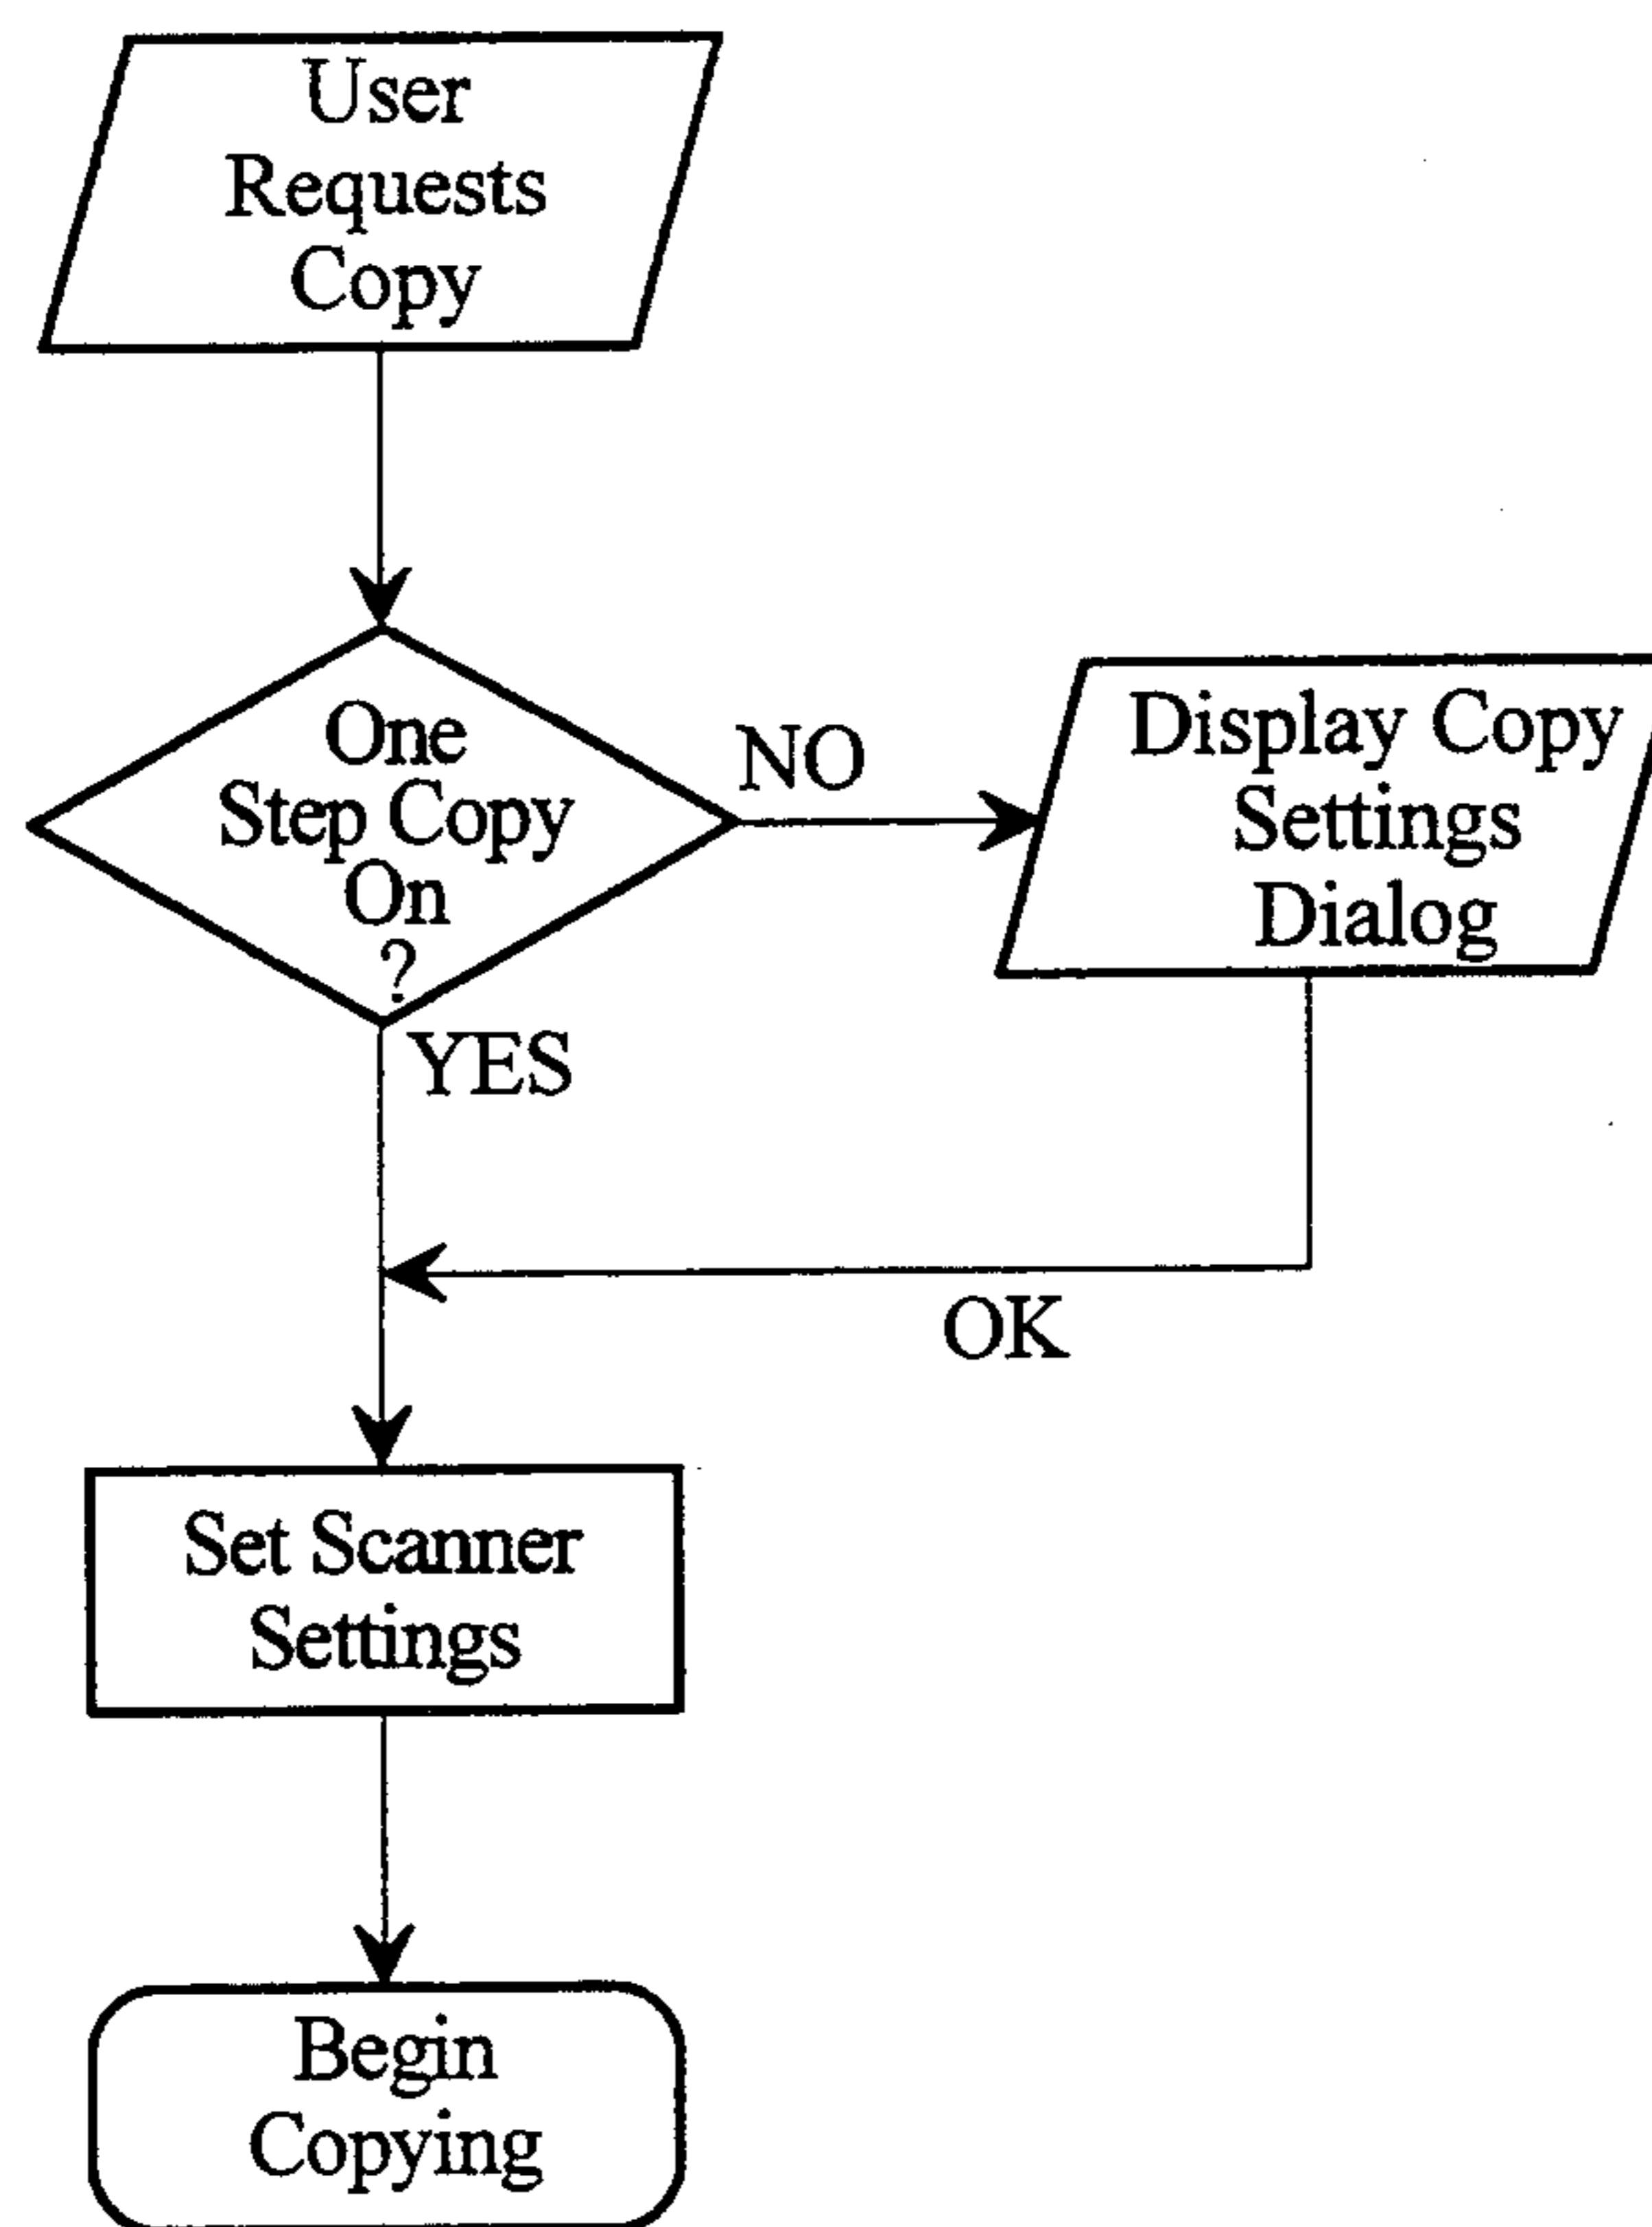 User
Requests
Copy
One
Step Copy
On
?
NO
Display Copy
Settings
Dialog
YES
OK
Set Scanner
Settings
Begin
Copying